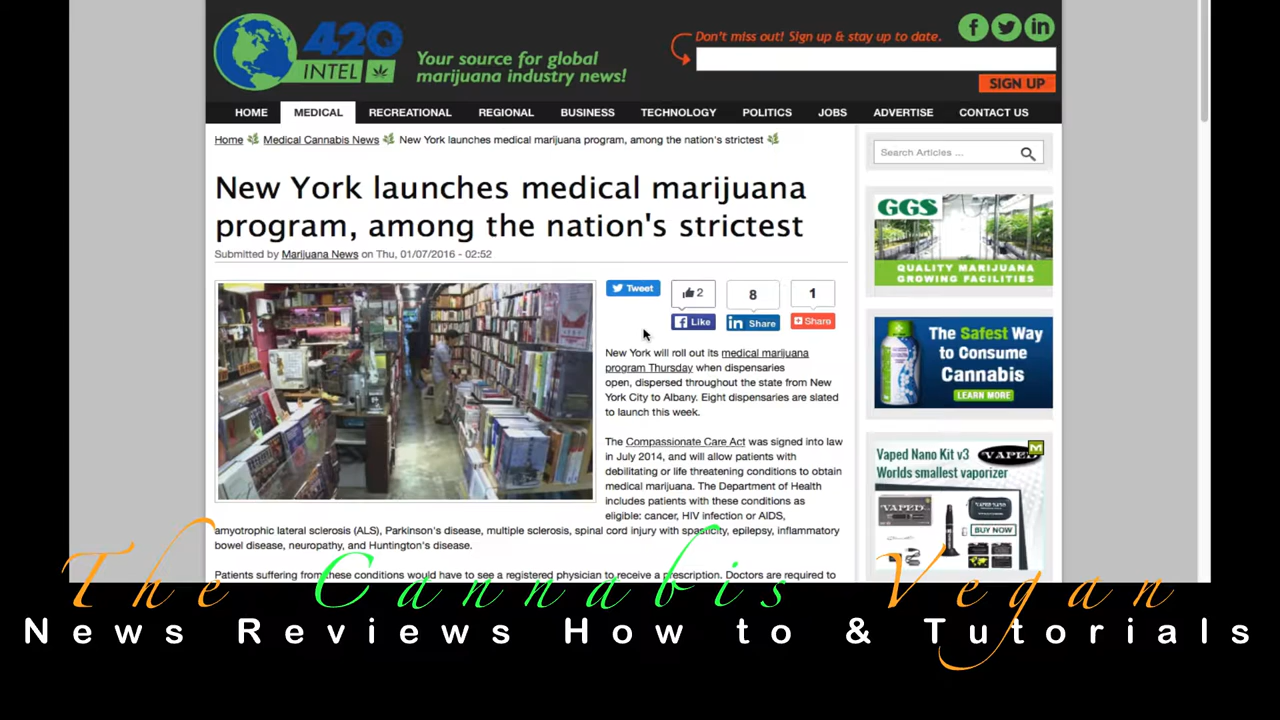 420
INTEL
Your source for global
marijuana industry news!
Don't miss out! Sign up & stay up to date.
SIGN UP
HOME MEDICAL RECREATIONAL REGIONAL BUSINESS TECHNOLOGY POLITICS JOBS ADVERTISE CONTACT US
Home Medical Cannabis News New York launches medical marijuana program, among the nation's strictest
Search Articles ...
New York launches medical marijuana
program, among the nation's strictest
Submitted by Marijuana News on Thu, 01/07/2016 - 02:52
Tweet
2
Like
8
Share
1
Share
New York will roll out its medical marijuana
program Thursday when dispensaries
open, dispersed throughout the state from New
York City to Albany. Eight dispensaries are slated
to launch this week.
The Compassionate Care Act was signed into law
in July 2014, and will allow patients with
debilitating or life threatening conditions to obtain
medical marijuana. The Department of Health
includes patients with these conditions as
eligible: cancer, HIV infection or AIDS,
amyotrophic lateral sclerosis (ALS), Parkinson's disease, multiple sclerosis, spinal cord injury with spasticity, epilepsy, inflammatory
bowel disease, neuropathy, and Huntington's disease.
Patients suffering from these conditions would have to see a registered physician to receive a prescription. Doctors are required to
GGS
QUALITY MARIJUANA
GROWING FACILITIES
The Safest Way
to Consume
Cannabis
LEARN MORE
Vaped Nano Kit v3
Worlds smallest vaporizer
VAPED
M
VAPED
BUY NOW
The Cannabis Vegan
News Reviews How to & Tutorials